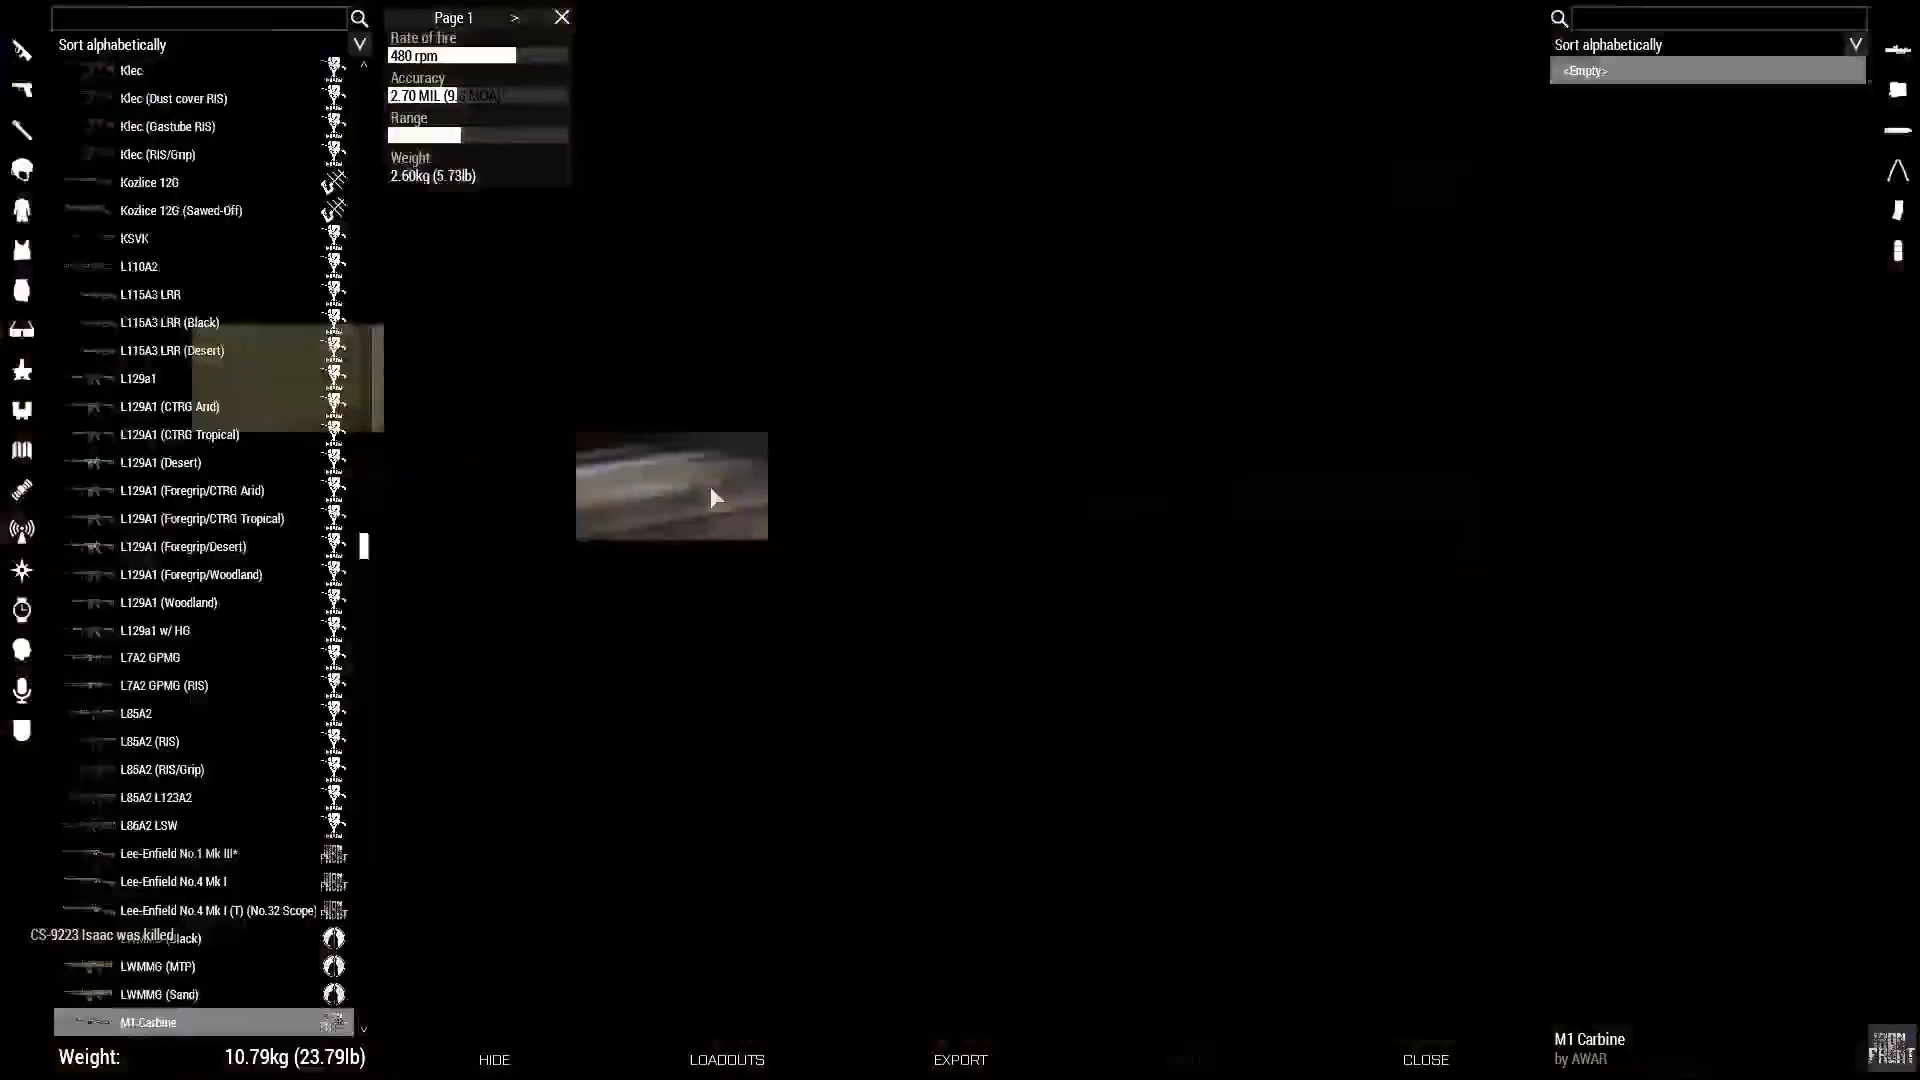 Sort alphabetically
Klec
Klec (Dust cover RIS)
Klec (Gastube RIS)
Klec (RIS/Grip)
Kozlice 12G
Kozlice 12G (Sawed-Off)
KSVK
L110A2
L115A3 LRR
L115A3 LRR (Black)
L115A3 LRR (Desert)
L129a1
L129A1 (CTRG Arid)
L129A1 (CTRG Tropical)
L129A1 (Desert)
L129A1 (Foregrip/CTRG Arid)
L129A1 (Foregrip/CTRG Tropical)
L129A1 (Foregrip/Desert)
L129A1 (Foregrip/Woodland)
L129A1 (Woodland)
L129a1 w/ HG
L7A2 GPMG
L7A2 GPMG (RIS)
L85A2
L85A2 (RIS)
L85A2 (RIS/Grip)
L85A2 L123A2
L86A2 LSW
Lee-Enfield No.1 Mk III*
Lee-Enfield No.4 Mk I
Lee-Enfield No.4 Mk I (T) (No.32 Scope)
CS-9223 Isaac was killed
LWMMG (MTP)
LWMMG (Sand)
M1 Carbine
Weight: 10.79kg (23.79lb)
Page 1 >
Rate of fire
480 rpm
Accuracy
2.70 MIL (9. MOA)
Range
Weight
2.60kg (5.73lb)
HIDE
LOADOUTS
EXPORT
CLOSE
Sort alphabetically
<Empty>
M1 Carbine
by AWAR